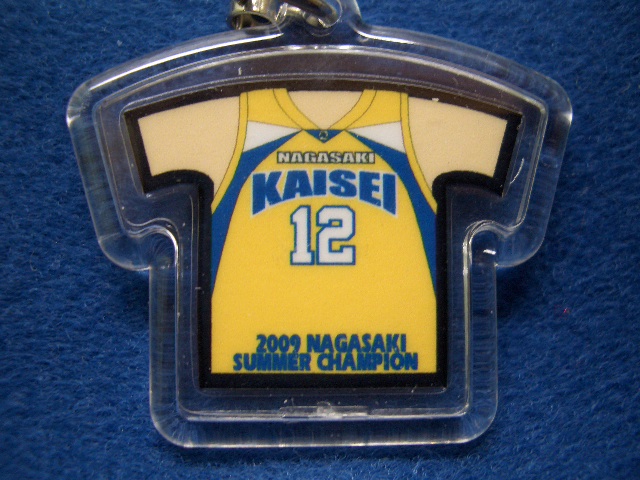 NAGASAKI
KAISEI
12
2009 NAGASAKI
SUMMER CHAMPION